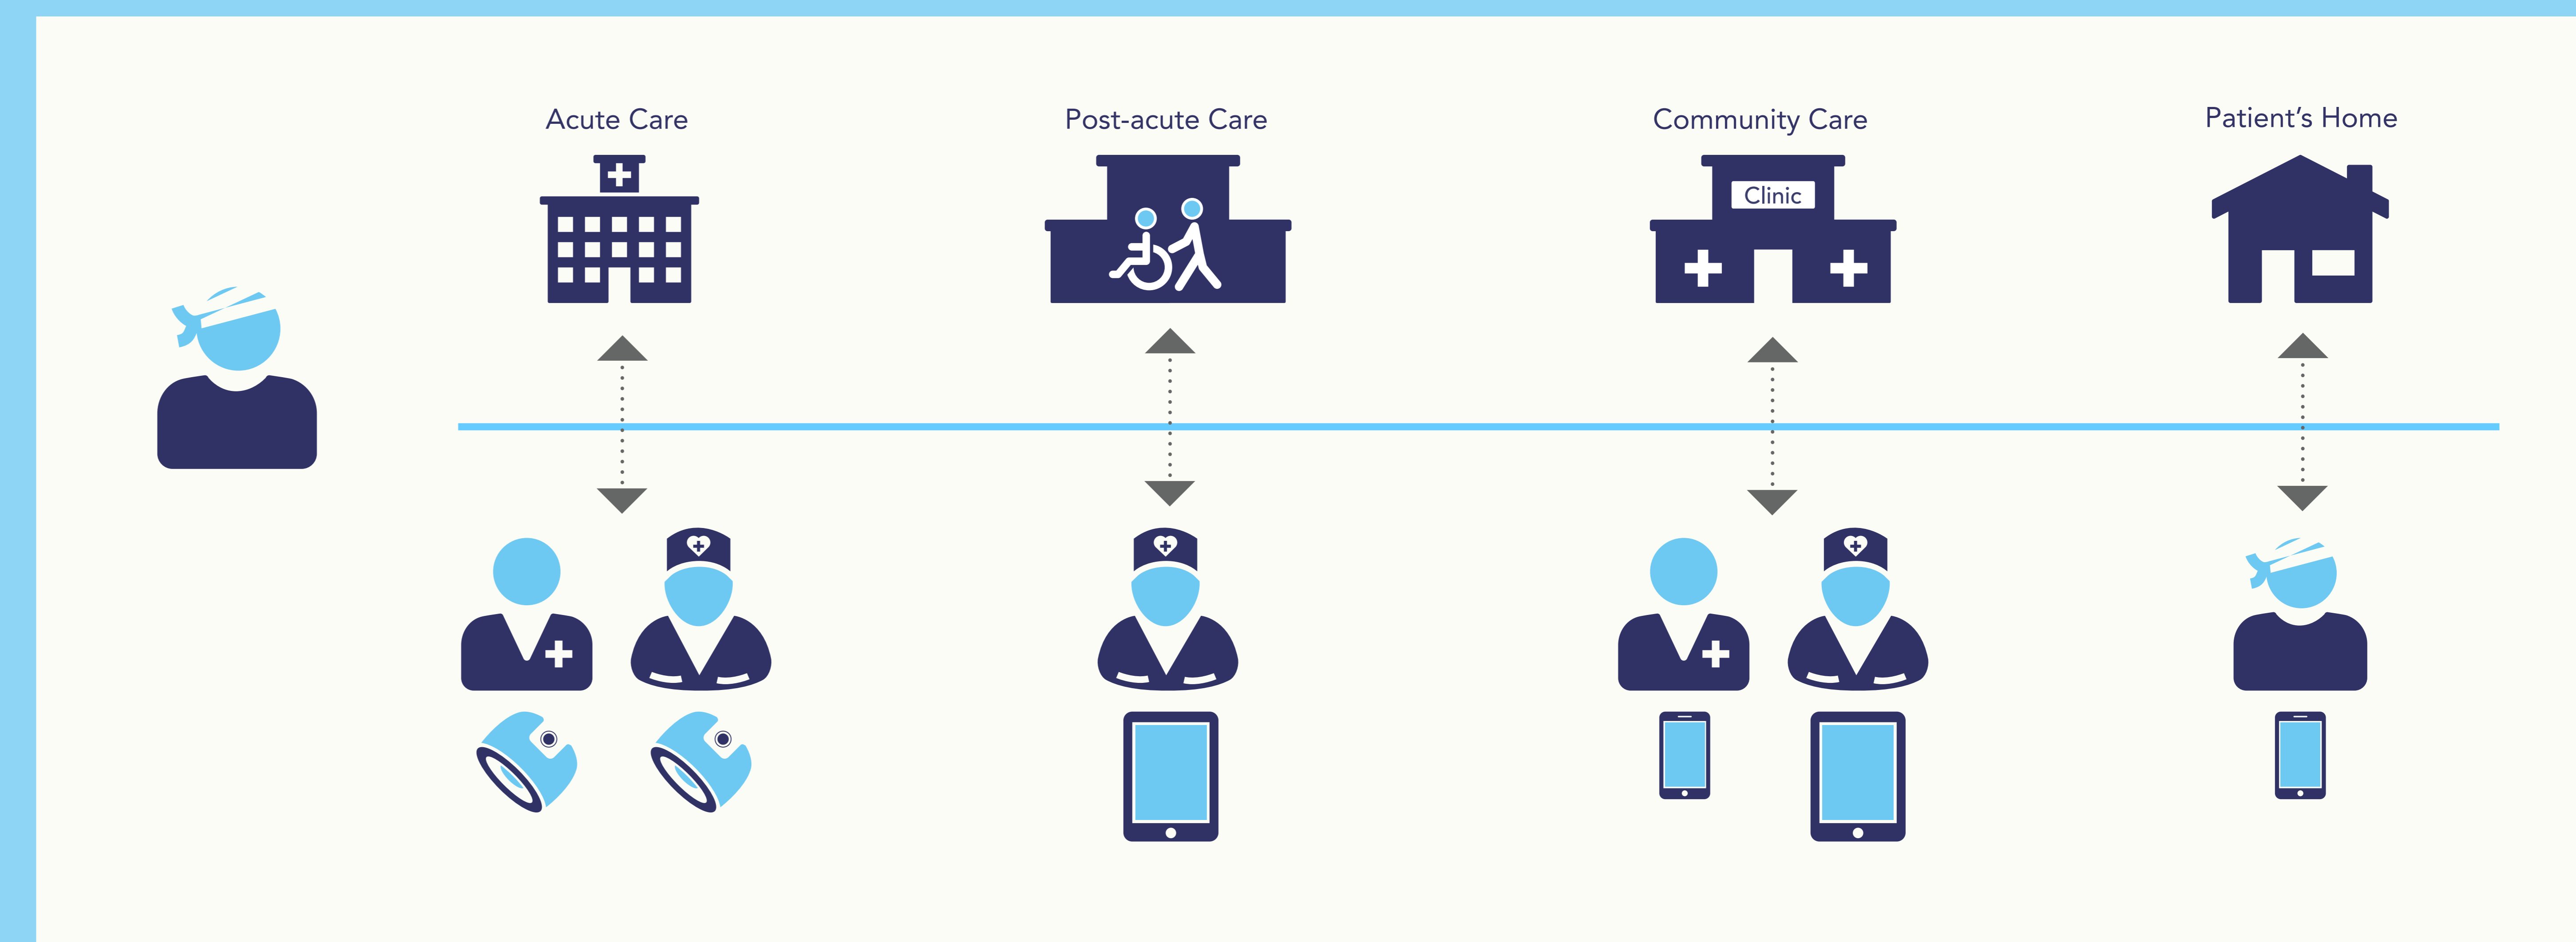 Acute Care
Post-acute Care
Community Care
Patient’s Home
Clinic